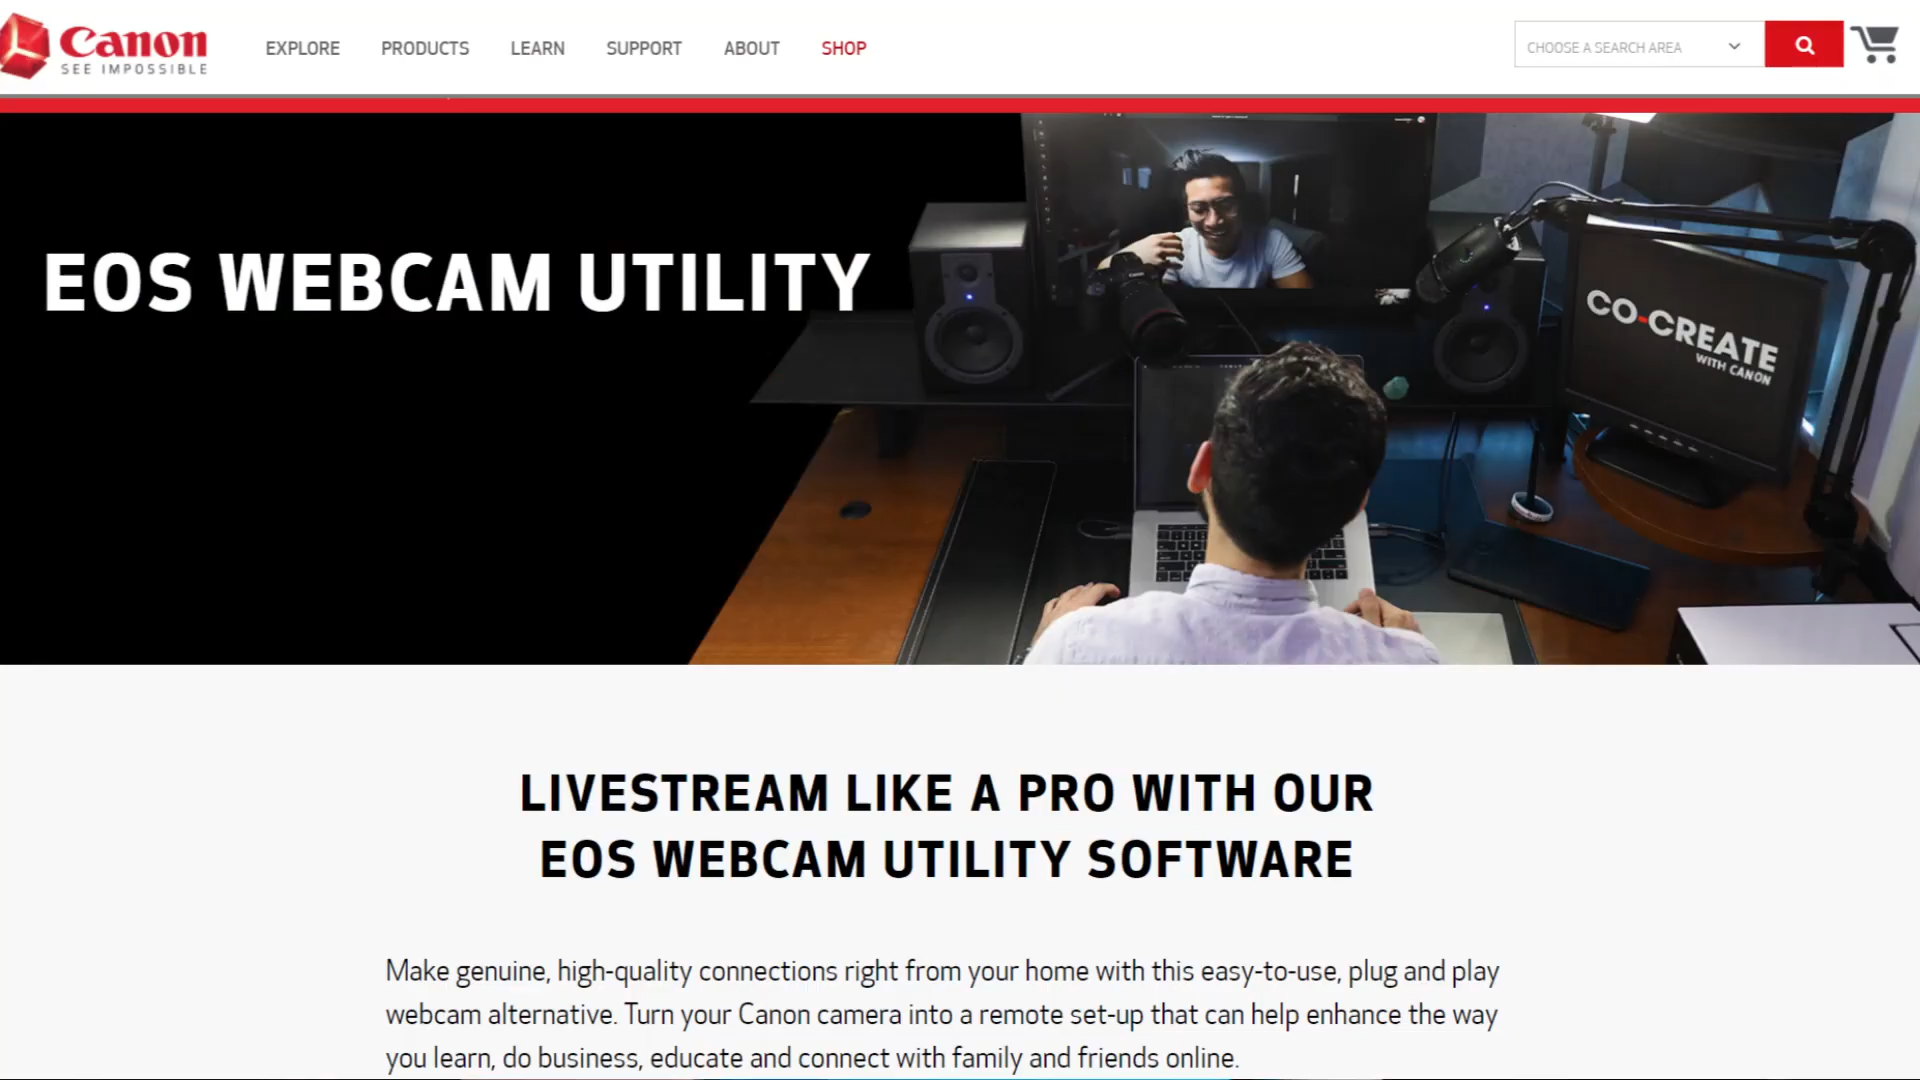 Canon
SEE IMPOSSIBLE
EXPLORE PRODUCTS LEARN SUPPORT ABOUT SHOP
CHOOSE A SEARCH AREA
EOS WEBCAM UTILITY
CO-CREATE
WITH CANON
LIVESTREAM LIKE A PRO WITH OUR
EOS WEBCAM UTILITY SOFTWARE
Make genuine, high-quality connections right from your home with this easy-to-use, plug and play
webcam alternative. Turn your Canon camera into a remote set-up that can help enhance the way
you learn, do business, educate and connect with family and friends online.